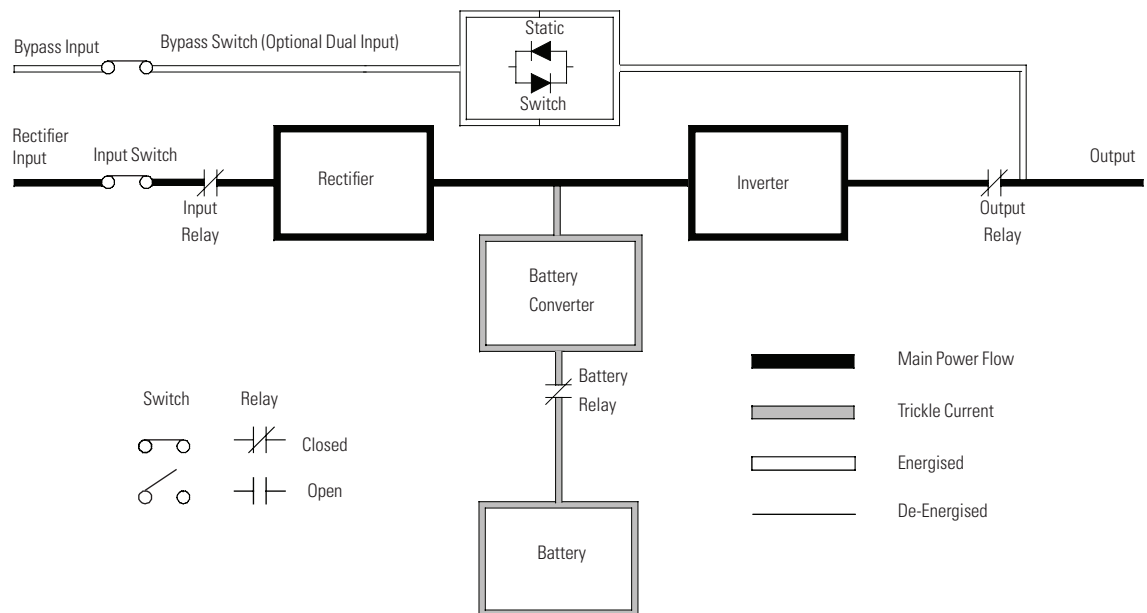 Static
Bypass Input
Bypass Switch (Optional Dual Input)
Switch
Rectifier
Input
Input Switch
Output
Rectifier
Inverter
Input
Relay
Output
Relay
Battery
Converter
Main Power Flow
Battery
Relay
Switch
Relay
Trickle Current
Closed
Energised
Open
De-Energised
Battery